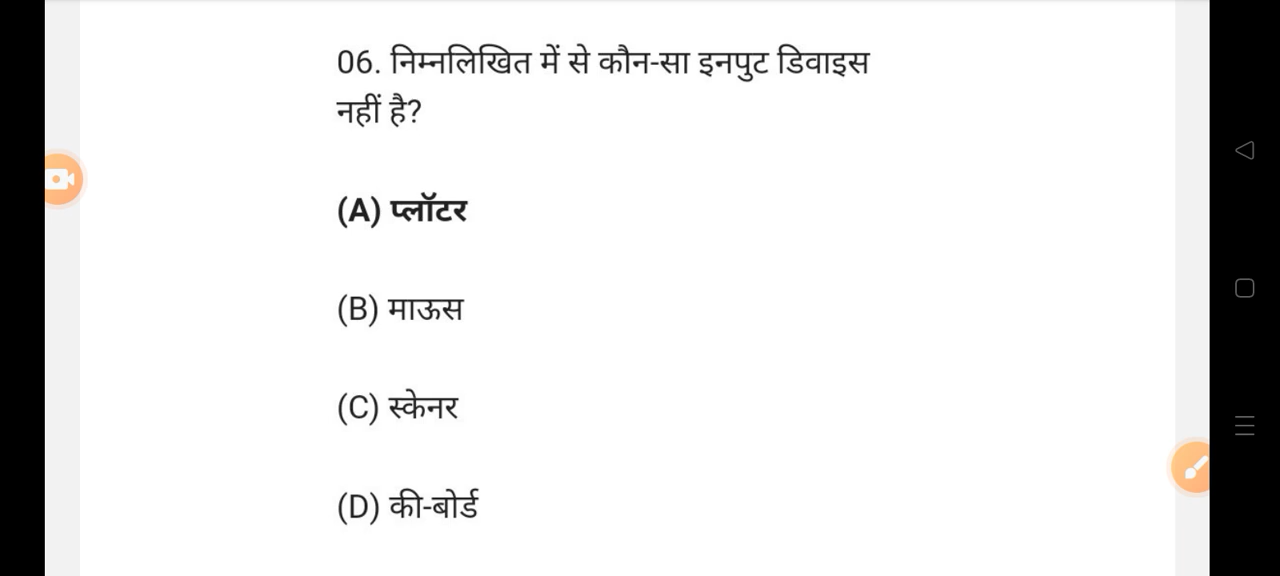 06. निम्नलिखित में से कौन-सा इनपुट डिवाइस
नहीं है?
(A) प्लॉटर
(B) माऊस
(C) स्केनर
(D) की-बोर्ड